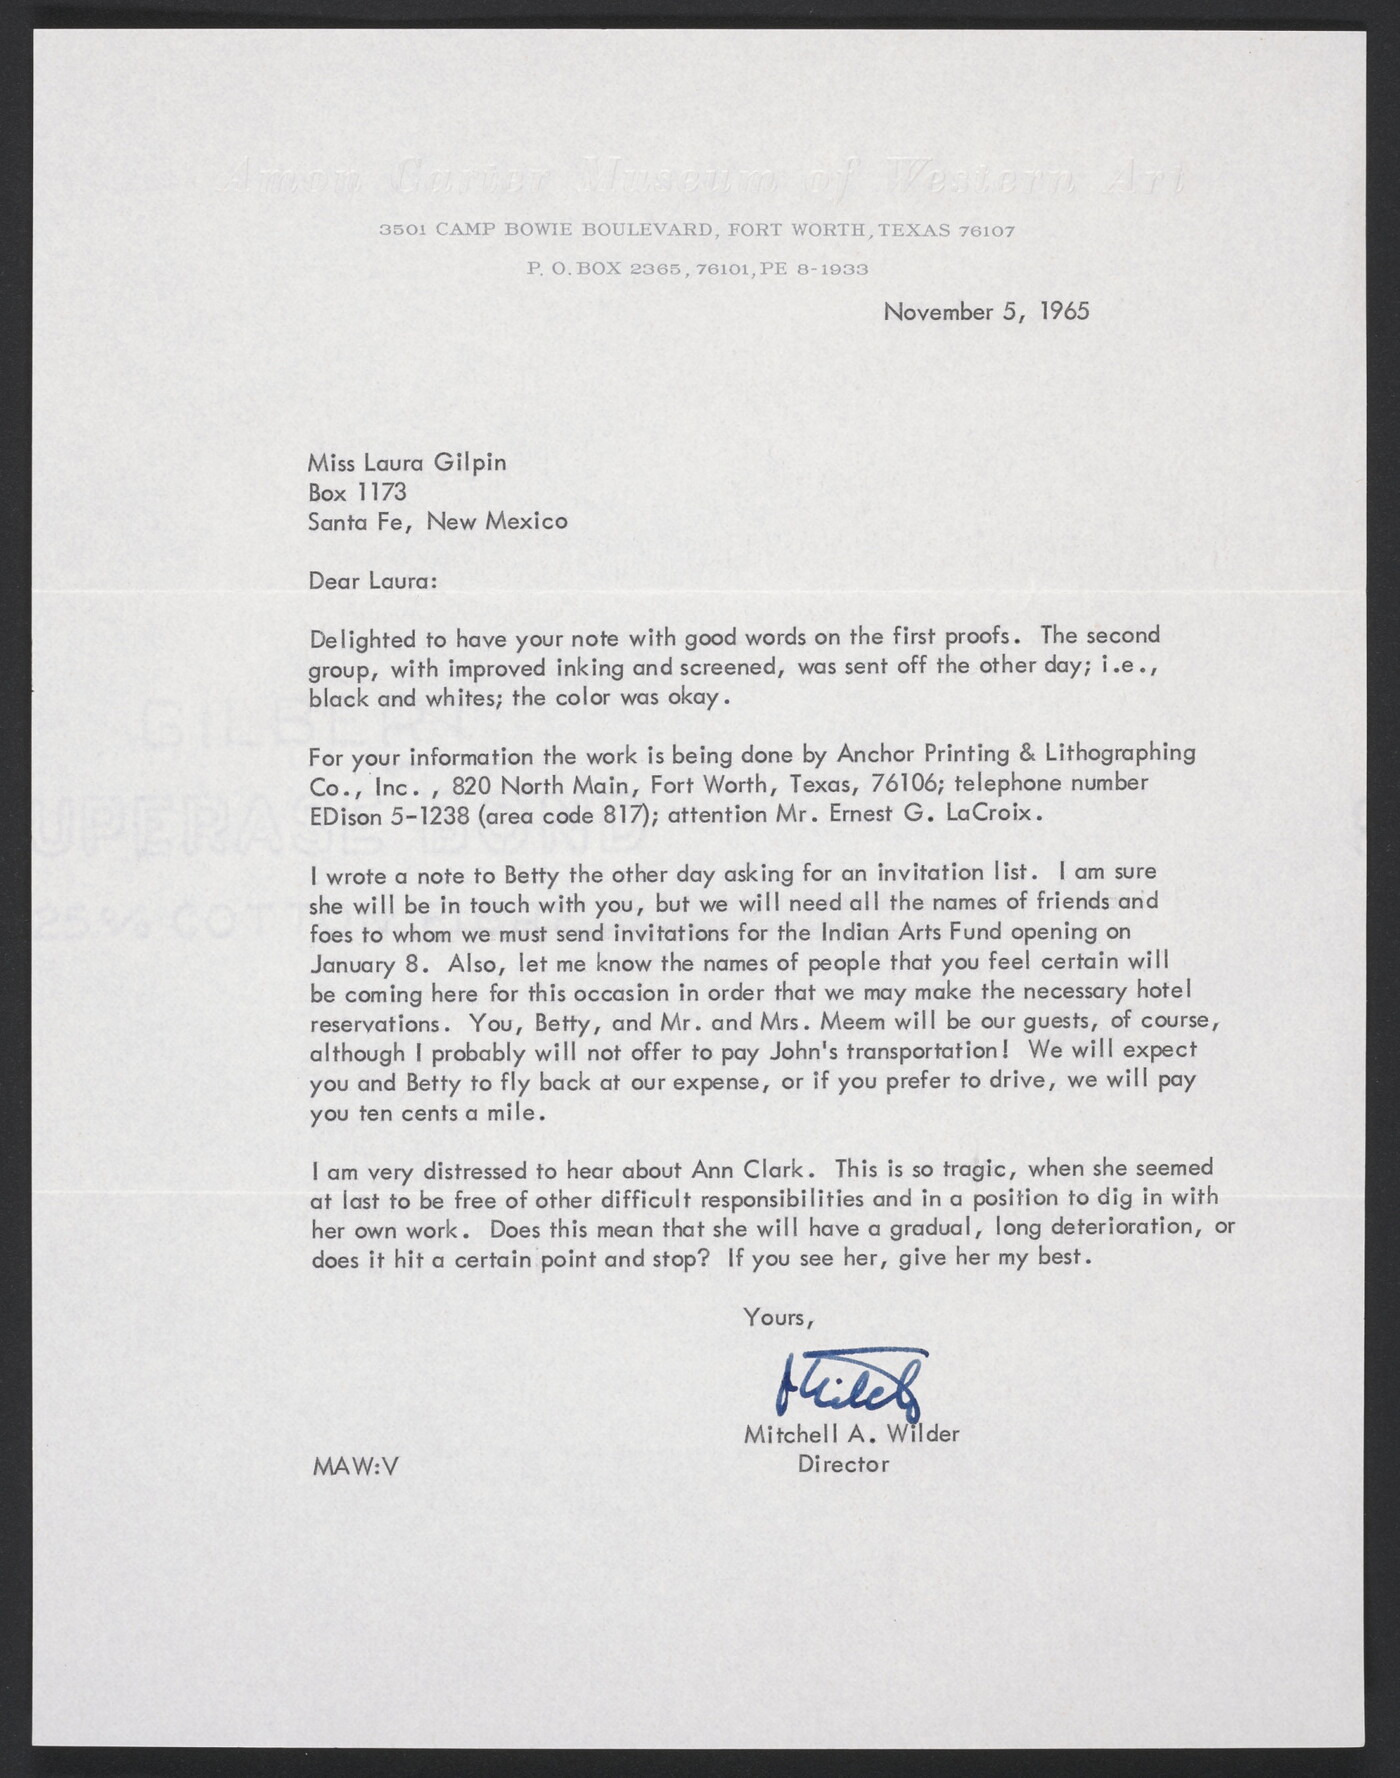 Amon Carter Museum of Western Art
3501 CAMP BOWIE BOULEVARD, FORT WORTH, TEXAS 76107
P. O. BOX 2365, 76101, PE 8-1933
November 5, 1965
Miss Laura Gilpin
Box 1173
Santa Fe, New Mexico
Dear Laura:
Delighted to have your note with good words on the first proofs. The second
group, with improved inking and screened, was sent off the other day; i.e.,
black and whites; the color was okay.
For your information the work is being done by Anchor Printing & Lithographing
Co., Inc. , 820 North Main, Fort Worth, Texas, 76106; telephone number
EDison 5-1238 (area code 817); attention Mr. Ernest G. LaCroix.
I wrote a note to Betty the other day asking for an invitation list. I am sure
she will be in touch with you, but we will need all the names of friends and
foes to whom we must send invitations for the Indian Arts Fund opening on
January 8. Also, let me know the names of people that you feel certain will
be coming here for this occasion in order that we may make the necessary hotel
reservations. You, Betty, and Mr. and Mrs. Meem will be our guests, of course,
although I probably will not offer to pay John's transportation! We will expect
you and Betty to fly back at our expense, or if you prefer to drive, we will pay
you ten cents a mile.
I am very distressed to hear about Ann Clark. This is so tragic, when she seemed
at last to be free of other difficult responsibilities and in a position to dig in with
her own work. Does this mean that she will have a gradual, long deterioration, or
does it hit a certain point and stop? If you see her, give her my best.
Yours,
Mitch
Mitchell A. Wilder
Director
MAW:V
GILBERT
UPERASE BOND
25% COTT